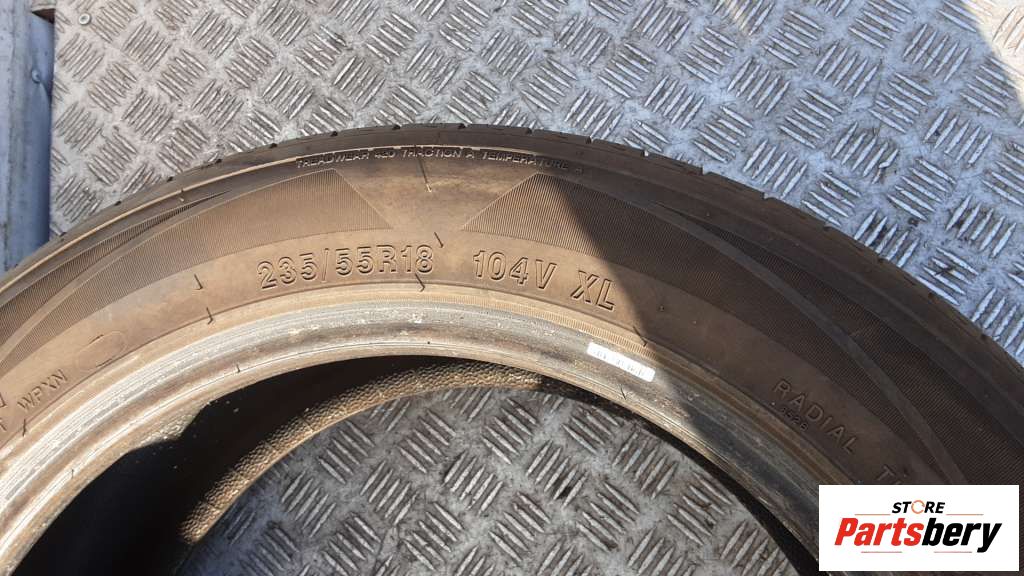 TREADWEAR 420 TRACTION A TEMPERATURE A
235/55R18 104V XL
WPXN
RADIAL
STORE
Partsbery